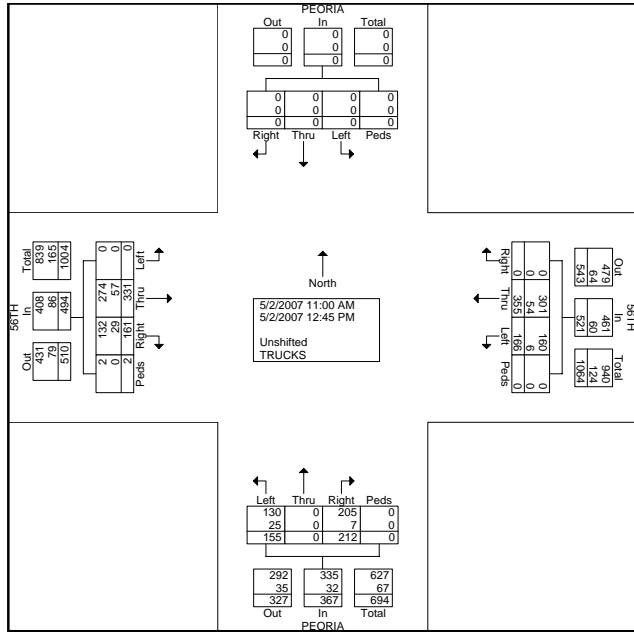 PEORIA
Out In Total
0 0 0
0 0 0
0 0 0
0 0 0 0
0 0 0 0
0 0 0 0
Right Thru Left Peds
56TH
Total In Out
839 408 431
165 86 79
1004 494 510
Left Thru Right Peds
0 274 132 2
0 57 29 0
0 331 161 2
North
5/2/2007 11:00 AM
5/2/2007 12:45 PM
Unshifted
TRUCKS
Right Thru Left Peds
0 301 160 0
0 54 6 0
0 355 166 0
Out In Total
479 461 940
64 60 124
543 521 1064
56TH
Left Thru Right Peds
130 0 205 0
25 0 7 0
155 0 212 0
292 335 627
35 32 67
327 367 694
Out In Total
PEORIA